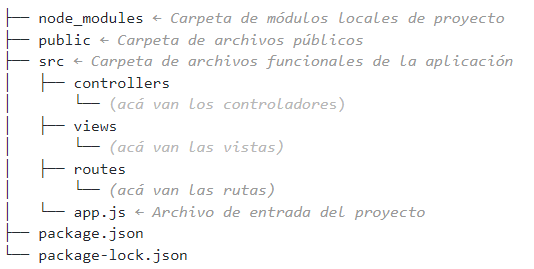 ├── node_modules ← Carpeta de módulos locales de proyecto
├── public ← Carpeta de archivos públicos
├── src ← Carpeta de archivos funcionales de la aplicación
│   ├── controllers
│       └── (acá van los controladores)
│   ├── views
│       └── (acá van las vistas)
│   ├── routes
│       └── (acá van las rutas)
│   └── app.js ← Archivo de entrada del proyecto
├── package.json
└── package-lock.json